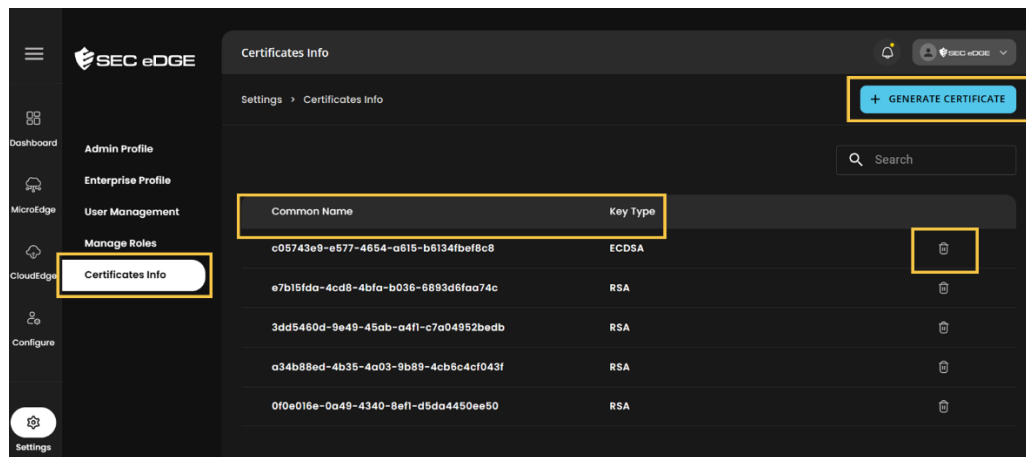 SEC eDGE
Certificates Info
SEC eDGE
Settings > Certificates Info
+ GENERATE CERTIFICATE
Dashboard
MicroEdge
CloudEdge
Configure
Settings
Admin Profile
Enterprise Profile
User Management
Manage Roles
Certificates Info
Search
Common Name Key Type
c05743e9-e577-4654-a615-b6134fbef8c8 ECDSA
e7b15fda-4cd8-4bfa-b036-6893d6faa74c RSA
3dd5460d-9e49-45ab-a4f1-c7a04952bedb RSA
a34b88ed-4b35-4a03-9b89-4cb6c4cf043f RSA
0f0e016e-0a49-4340-8ef1-d5da4450ee50 RSA